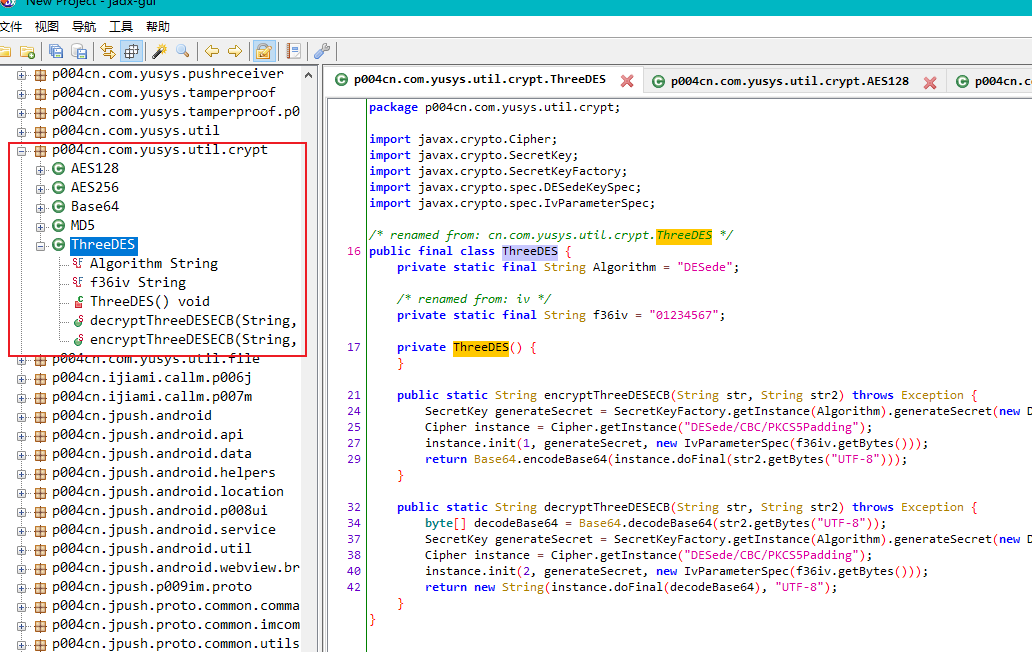 New Project - jadx-gui
文件 视图 导航 工具 帮助
p004cn.com.yusys.pushreceiver
p004cn.com.yusys.tamperproof
p004cn.com.yusys.tamperproof.p0
p004cn.com.yusys.util
p004cn.com.yusys.util.crypt
AES128
AES256
Base64
MD5
ThreeDES
Algorithm String
f36iv String
ThreeDES() void
decryptThreeDESECB(String,
encryptThreeDESECB(String,
p004cn.com.yusys.util.file
p004cn.ijiami.callm.p006j
p004cn.ijiami.callm.p007m
p004cn.jpush.android
p004cn.jpush.android.api
p004cn.jpush.android.data
p004cn.jpush.android.helpers
p004cn.jpush.android.location
p004cn.jpush.android.p008ui
p004cn.jpush.android.service
p004cn.jpush.android.util
p004cn.jpush.android.webview.br
p004cn.jpush.p009im.proto
p004cn.jpush.proto.common.comma
p004cn.jpush.proto.common.imcom
p004cn.jpush.proto.common.utils
p004cn.com.yusys.util.crypt.ThreeDES p004cn.com.yusys.util.crypt.AES128 p004cn.co
package p004cn.com.yusys.util.crypt;
import javax.crypto.Cipher;
import javax.crypto.SecretKey;
import javax.crypto.SecretKeyFactory;
import javax.crypto.spec.DESedeKeySpec;
import javax.crypto.spec.IvParameterSpec;
/* renamed from: cn.com.yusys.util.crypt.ThreeDES */
16 public final class ThreeDES {
private static final String Algorithm = "DESede";
/* renamed from: iv */
private static final String f36iv = "01234567";
17 private ThreeDES() {
}
21 public static String encryptThreeDESECB(String str, String str2) throws Exception {
24 SecretKey generateSecret = SecretKeyFactory.getInstance(Algorithm).generateSecret(new D
25 Cipher instance = Cipher.getInstance("DESede/CBC/PKCS5Padding");
27 instance.init(1, generateSecret, new IvParameterSpec(f36iv.getBytes()));
29 return Base64.encodeBase64(instance.doFinal(str2.getBytes("UTF-8")));
}
32 public static String decryptThreeDESECB(String str, String str2) throws Exception {
34 byte[] decodeBase64 = Base64.decodeBase64(str2.getBytes("UTF-8"));
37 SecretKey generateSecret = SecretKeyFactory.getInstance(Algorithm).generateSecret(new D
38 Cipher instance = Cipher.getInstance("DESede/CBC/PKCS5Padding");
40 instance.init(2, generateSecret, new IvParameterSpec(f36iv.getBytes()));
42 return new String(instance.doFinal(decodeBase64), "UTF-8");
}
}